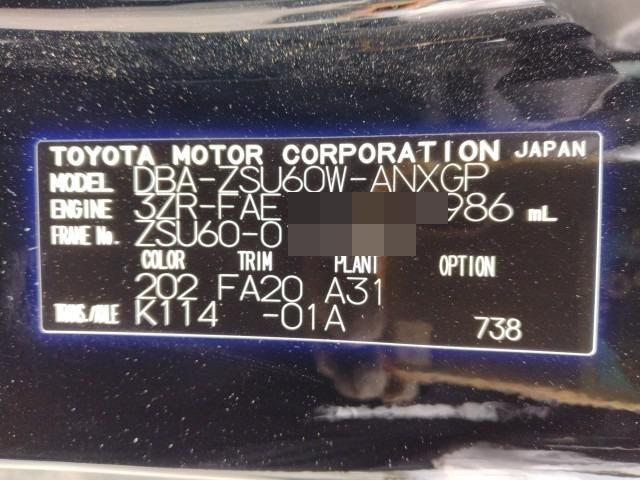 TOYOTA MOTOR CORPORATION JAPAN
MODEL DBA-ZSU60W-ANXGP
ENGINE 3ZR-FAE 986 mL
FRAME No. ZSU60-0
COLOR TRIM PLANT OPTION
202 FA20 A31
TRANS./AXLE K114 -01A 738